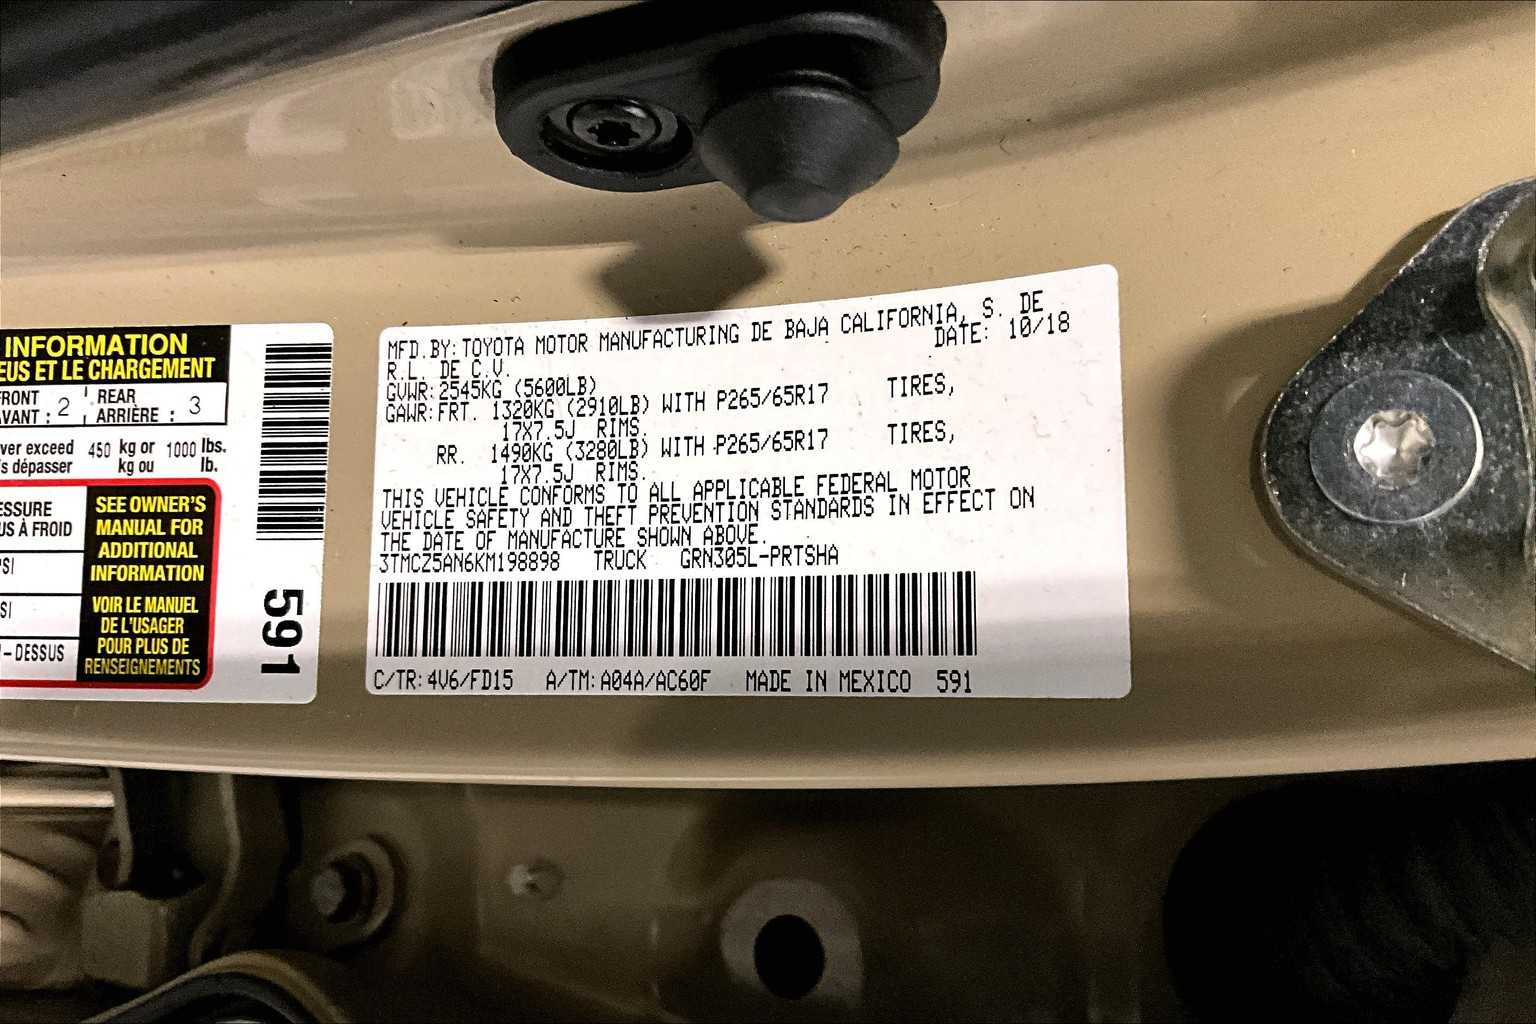 INFORMATION
EUS ET LE CHARGEMENT
FRONT 2 REAR 3
AVANT : ARRIÈRE :
ver exceed 450 kg or 1000 lbs.
s dépasser kg ou lb.
ESSURE
US À FROID
PSI
SI
-DESSUS
SEE OWNER'S
MANUAL FOR
ADDITIONAL
INFORMATION
VOIR LE MANUEL
DE L'USAGER
POUR PLUS DE
RENSEIGNEMENTS
591
MFD.BY:TOYOTA MOTOR MANUFACTURING DE BAJA CALIFORNIA, S. DE
R.L. DE C.V. DATE: 10/18
GVWR:2545KG (5600LB)
GAWR:FRT. 1320KG (2910LB) WITH P265/65R17 TIRES,
17X7.5J RIMS.
RR. 1490KG (3280LB) WITH P265/65R17 TIRES,
17X7.5J RIMS.
THIS VEHICLE CONFORMS TO ALL APPLICABLE FEDERAL MOTOR
VEHICLE SAFETY AND THEFT PREVENTION STANDARDS IN EFFECT ON
THE DATE OF MANUFACTURE SHOWN ABOVE.
3TMCZ5AN6KM198898 TRUCK GRN305L-PRTSHA
C/TR:4V6/FD15 A/TM:A04A/AC60F MADE IN MEXICO 591